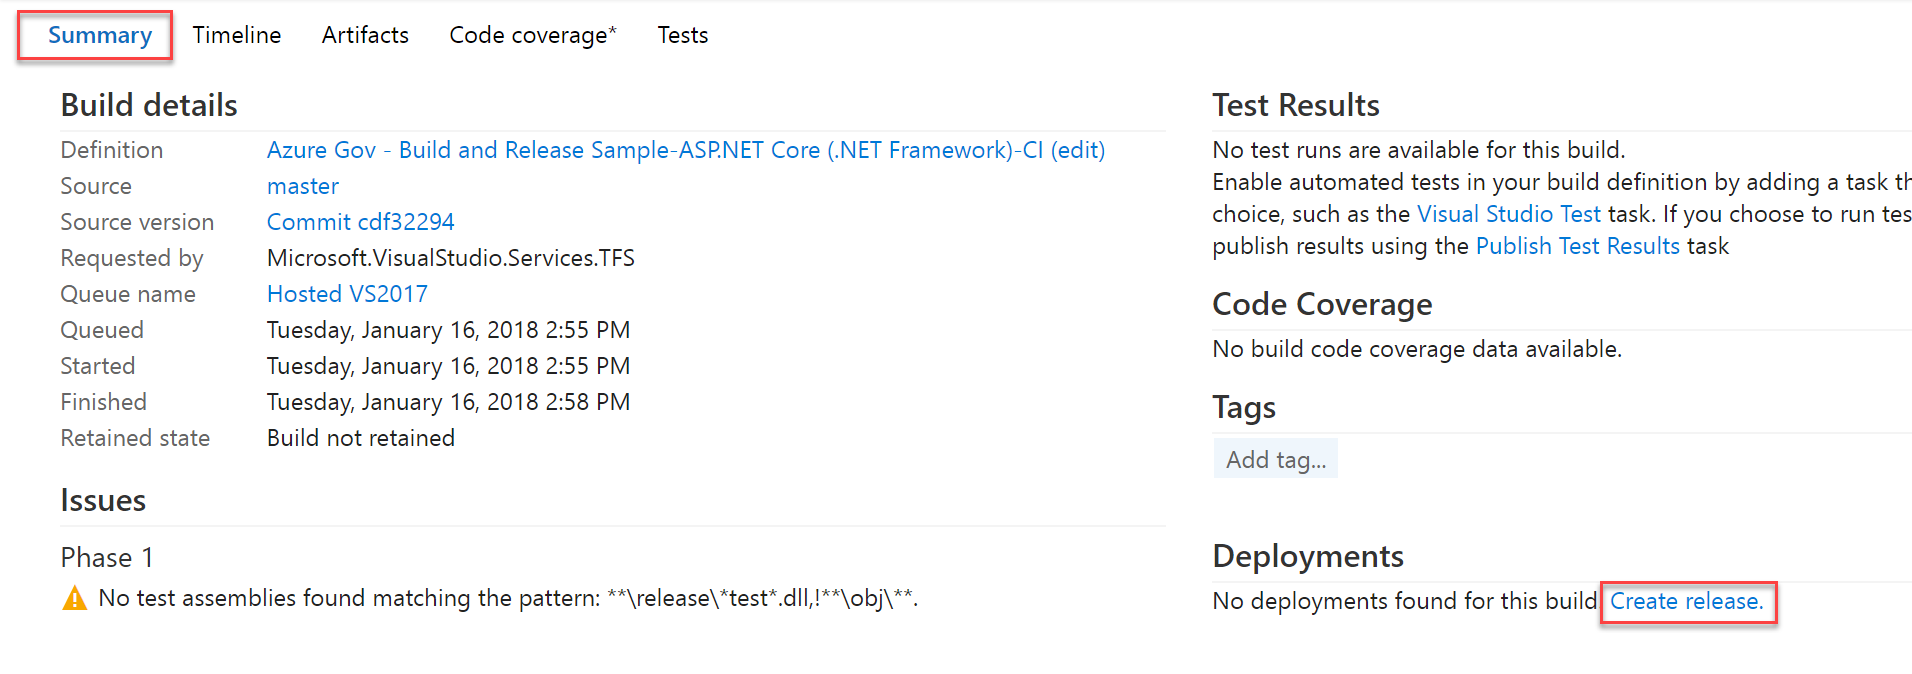 Summary Timeline Artifacts Code coverage* Tests
Build details
Definition Azure Gov - Build and Release Sample-ASP.NET Core (.NET Framework)-CI (edit)
Source master
Source version Commit cdf32294
Requested by Microsoft.VisualStudio.Services.TFS
Queue name Hosted VS2017
Queued Tuesday, January 16, 2018 2:55 PM
Started Tuesday, January 16, 2018 2:55 PM
Finished Tuesday, January 16, 2018 2:58 PM
Retained state Build not retained
Issues
Phase 1
No test assemblies found matching the pattern: **\release\*test*.dll,!**\obj\**.
Test Results
No test runs are available for this build.
Enable automated tests in your build definition by adding a task
choice, such as the Visual Studio Test task. If you choose to run
publish results using the Publish Test Results task
Code Coverage
No build code coverage data available.
Tags
Add tag...
Deployments
No deployments found for this build. Create release.